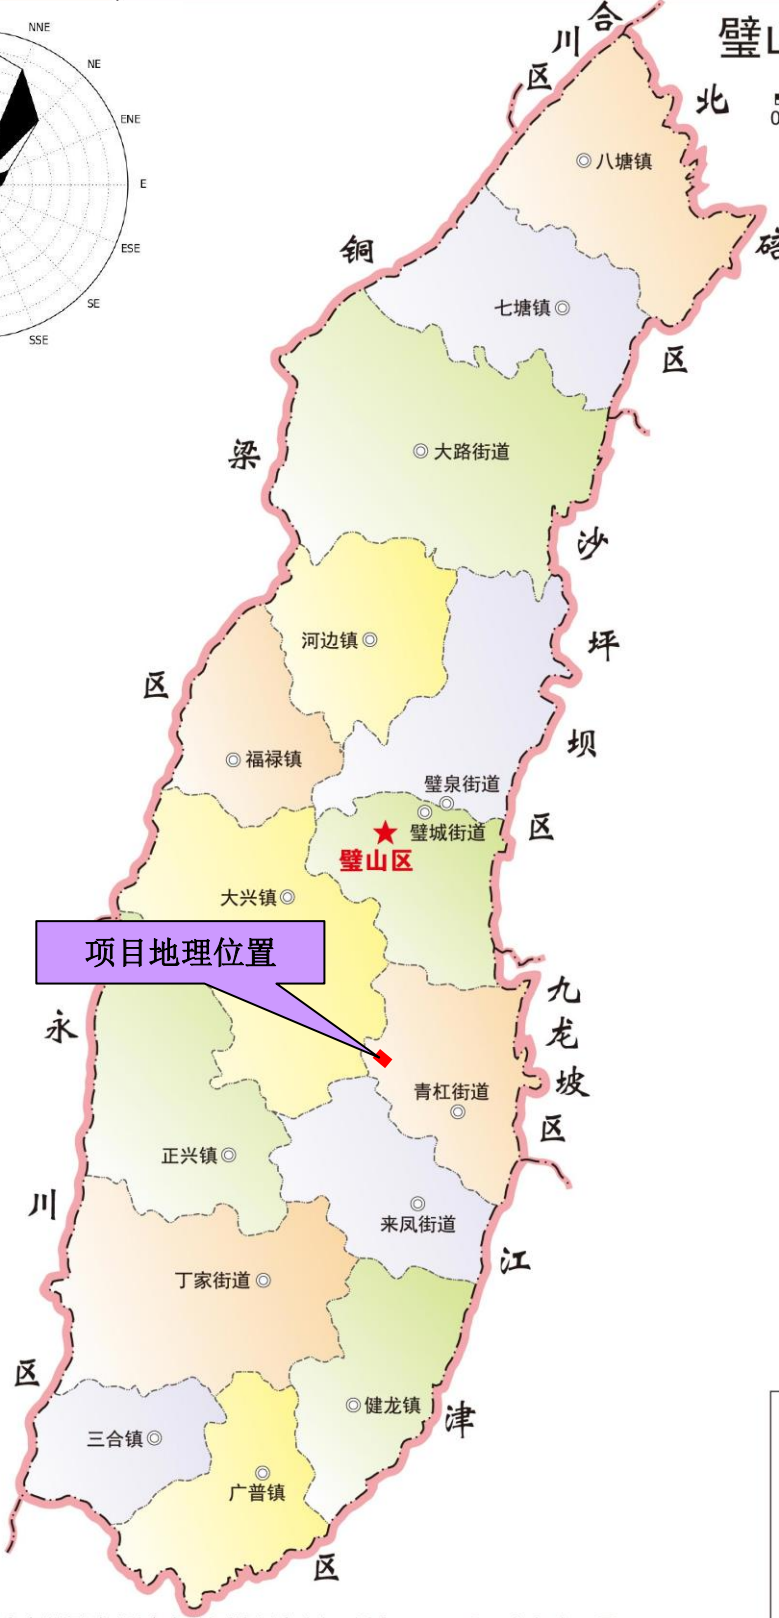 NNE
NE
ENE
E
ESE
SE
SSE
璧山
0
合
川
区
北
碚
区
铜
梁
区
沙
坪
坝
区
永
川
区
九
龙
坡
区
江
津
区
八塘镇
七塘镇
大路街道
河边镇
福禄镇
璧泉街道
璧城街道
璧山区
大兴镇
项目地理位置
青杠街道
正兴镇
来凤街道
丁家街道
健龙镇
三合镇
广普镇